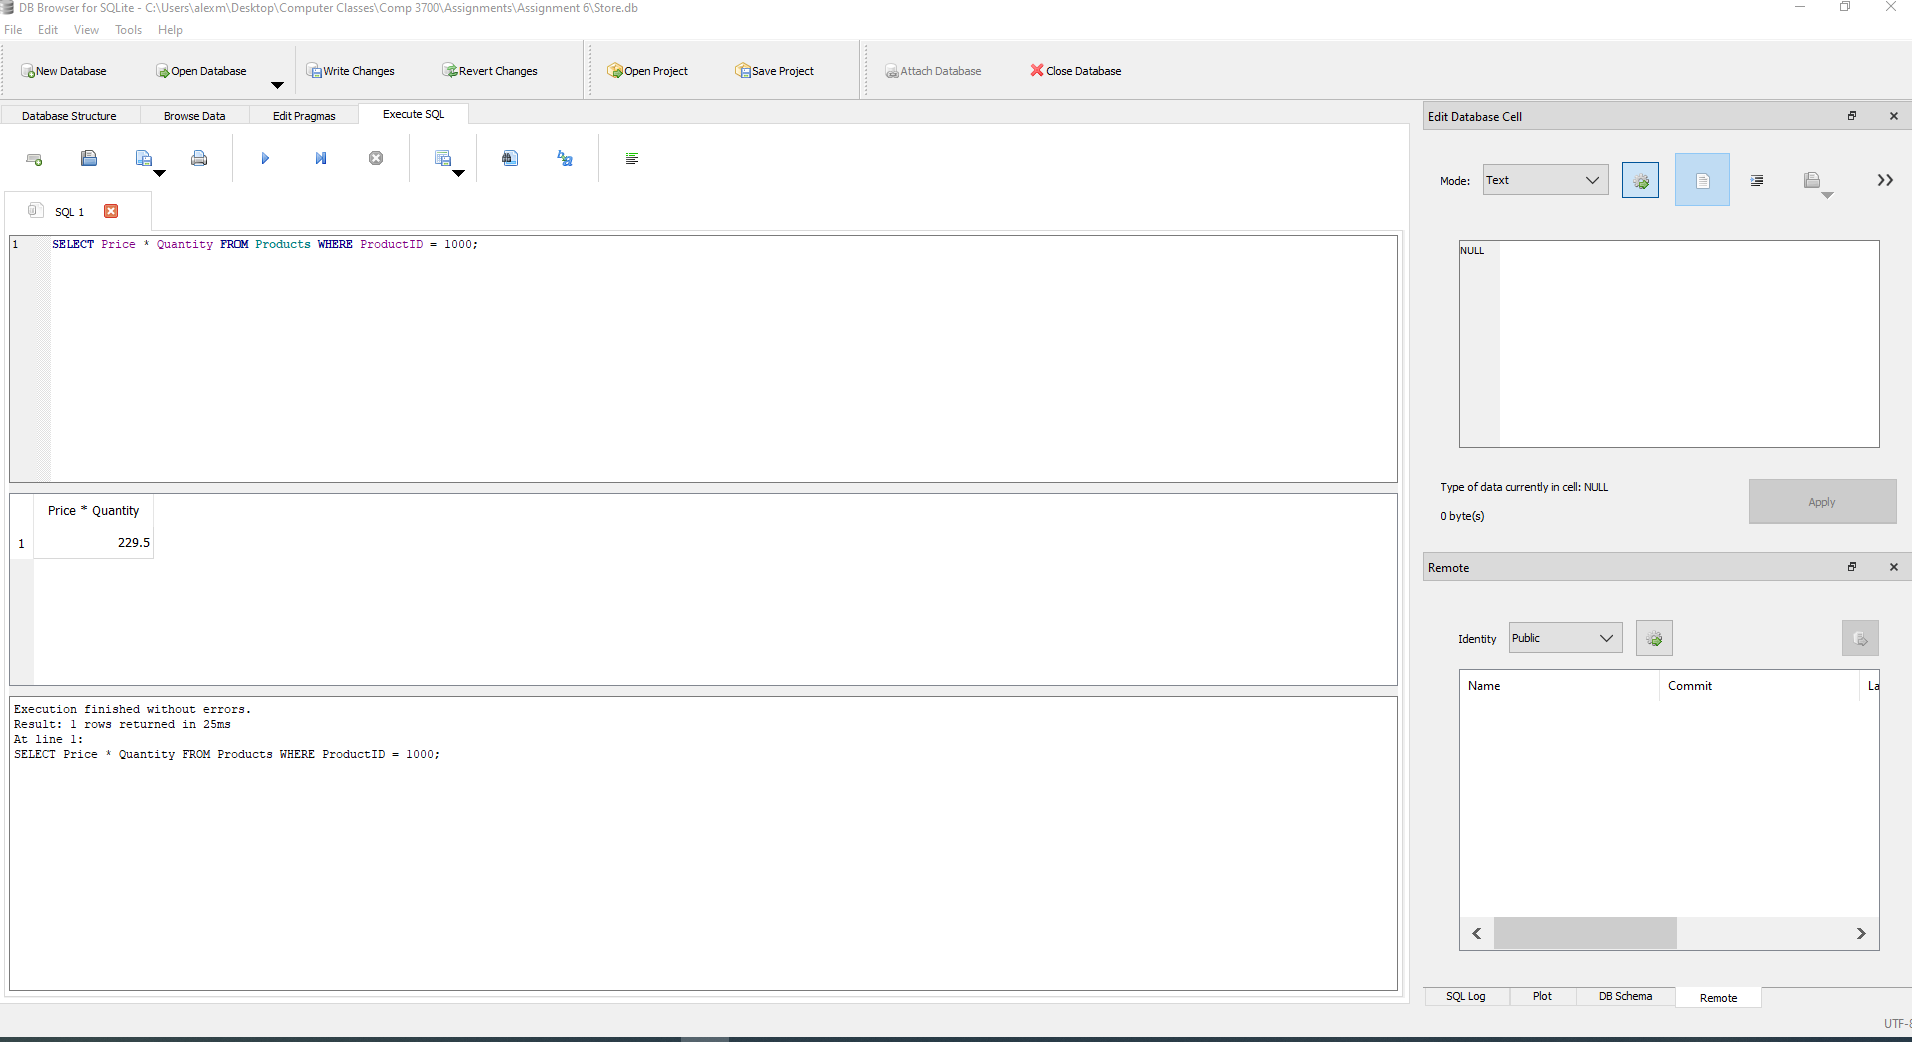 DB Browser for SQLite - C:\Users\alexm\Desktop\Computer Classes\Comp 3700\Assignments\Assignment 6\Store.db
File Edit View Tools Help
New Database Open Database Write Changes Revert Changes Open Project Save Project Attach Database Close Database
Database Structure Browse Data Edit Pragmas Execute SQL
SQL 1
1 SELECT Price * Quantity FROM Products WHERE ProductID = 1000;
Price * Quantity
1 229.5
Execution finished without errors.
Result: 1 rows returned in 25ms
At line 1:
SELECT Price * Quantity FROM Products WHERE ProductID = 1000;
Edit Database Cell
Mode: Text
NULL
Type of data currently in cell: NULL
0 byte(s)
Apply
Remote
Identity Public
Name Commit La
SQL Log Plot DB Schema Remote
UTF-8